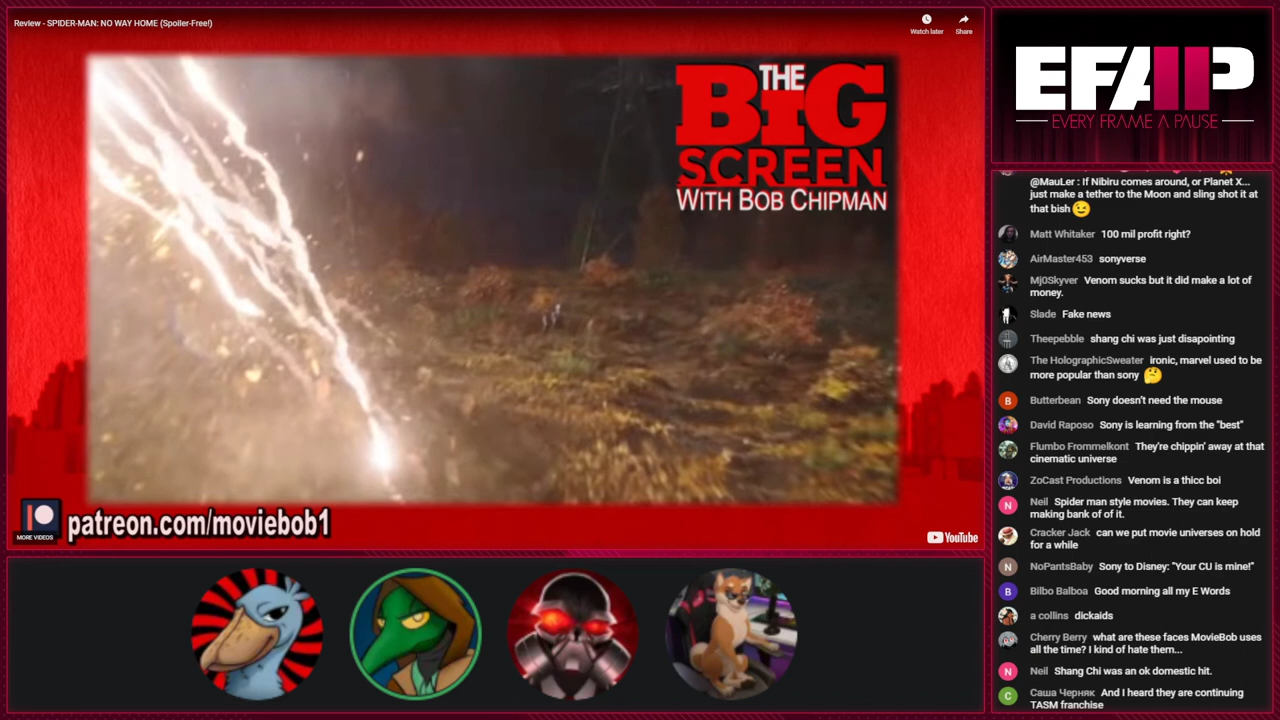 Review - SPIDER-MAN: NO WAY HOME (Spoiler-Free!)
Watch later
Share
THE
BIG
SCREEN
WITH BOB CHIPMAN
MORE VIDEOS
patreon.com/moviebob1
YouTube
EFAP
EVERY FRAME A PAUSE
@MauLer : If Nibiru comes around, or Planet X...
just make a tether to the Moon and sling shot it at
that bish
Matt Whitaker 100 mil profit right?
AirMaster453 sonyverse
Mj0Skyver Venom sucks but it did make a lot of
money.
Slade Fake news
Theepebble shang chi was just disapointing
The HolographicSweater ironic, marvel used to be
more popular than sony
B Butterbean Sony doesn't need the mouse
David Raposo Sony is learning from the "best"
Flumbo Frommelkont They're chippin' away at that
cinematic universe
ZoCast Productions Venom is a thicc boi
N Neil Spider man style movies. They can keep
making bank of of it.
Cracker Jack can we put movie universes on hold
for a while
N NoPantsBaby Sony to Disney: "Your CU is mine!"
B Bilbo Balboa Good morning all my E Words
a collins dickaids
Cherry Berry what are these faces MovieBob uses
all the time? I kind of hate them...
N Neil Shang Chi was an ok domestic hit.
C Саша Черняк And I heard they are continuing
TASM franchise